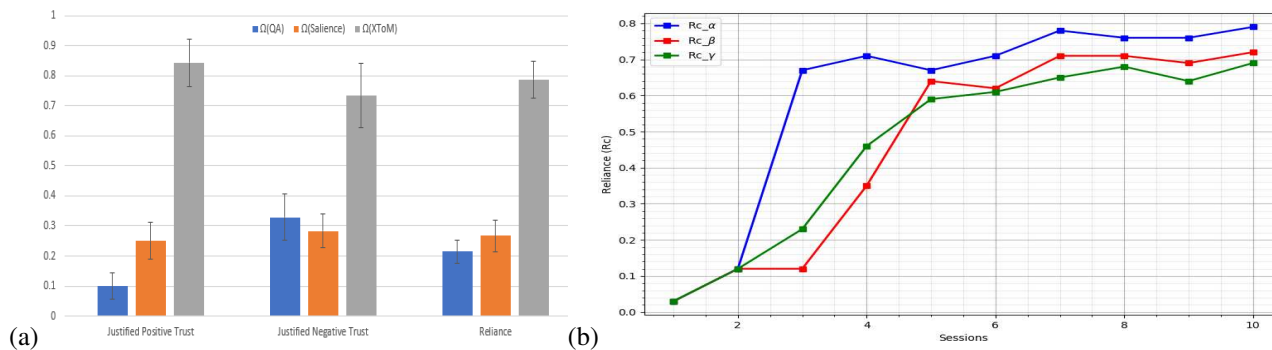 (a)
Ω(QA) Ω(Salience) Ω(XToM)
1
0.9
0.8
0.7
0.6
0.5
0.4
0.3
0.2
0.1
0
Justified Positive Trust Justified Negative Trust Reliance
(b)
Rc_α
Rc_β
Rc_γ
Reliance (Rc)
0.8
0.7
0.6
0.5
0.4
0.3
0.2
0.1
0.0
2 4 6 8 10
Sessions